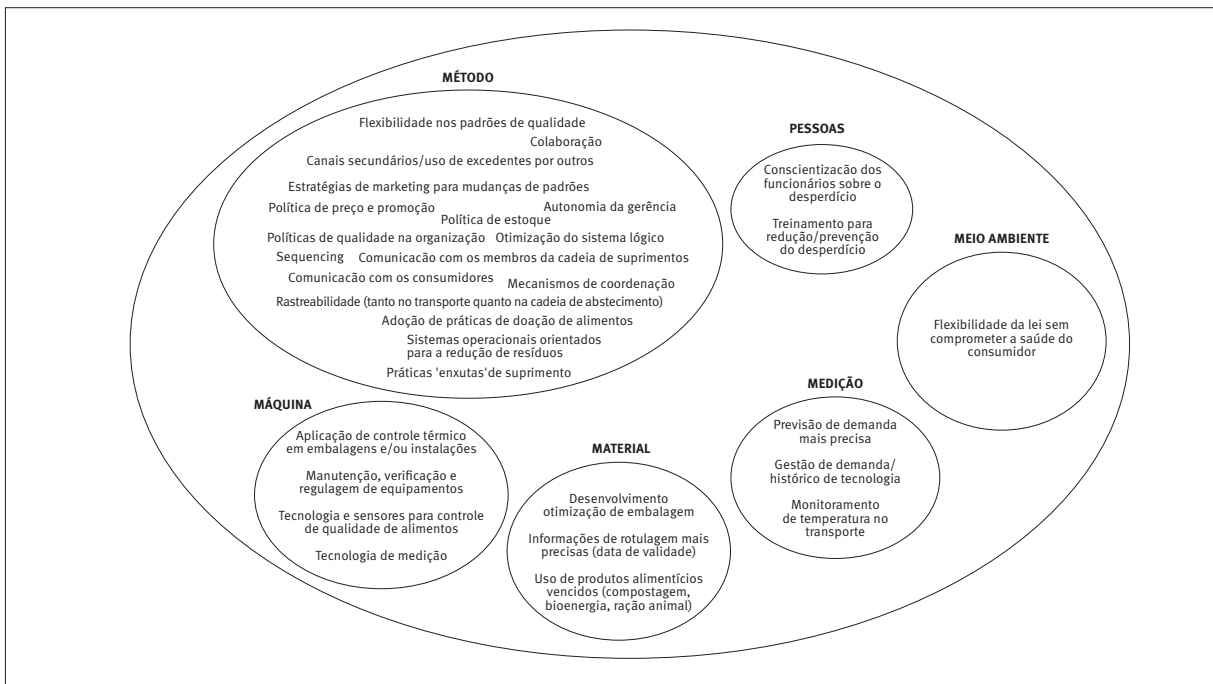 MÉTODO
Flexibilidade nos padrões de qualidade
Colaboração
Canais secundários/uso de excedentes por outros
Estratégias de marketing para mudanças de padrões
Política de preço e promoção
Autonomia da gerência
Política de estoque
Políticas de qualidade na organização
Otimização do sistema lógico
Sequencing
Comunicacão com os membros da cadeia de suprimentos
Comunicacão com os consumidores
Mecanismos de coordenação
Rastreabilidade (tanto no transporte quanto na cadeia de abastecimento)
Adoção de práticas de doação de alimentos
Sistemas operacionais orientados
para a redução de resíduos
Práticas 'enxutas'de suprimento
PESSOAS
Conscientizacão dos
funcionários sobre o
desperdício
Treinamento para
redução/prevenção
do desperdício
MEIO AMBIENTE
Flexibilidade da lei sem
comprometer a saúde do
consumidor
MÁQUINA
Aplicação de controle térmico
em embalagens e/ou instalações
Manutenção, verificação e
regulagem de equipamentos
Tecnologia e sensores para controle
de qualidade de alimentos
Tecnologia de medição
MATERIAL
Desenvolvimento
otimização de embalagem
Informações de rotulagem mais
precisas (data de validade)
Uso de produtos alimentícios
vencidos (compostagem,
bioenergia, ração animal)
MEDIÇÃO
Previsão de demanda
mais precisa
Gestão de demanda/
histórico de tecnologia
Monitoramento
de temperatura no
transporte